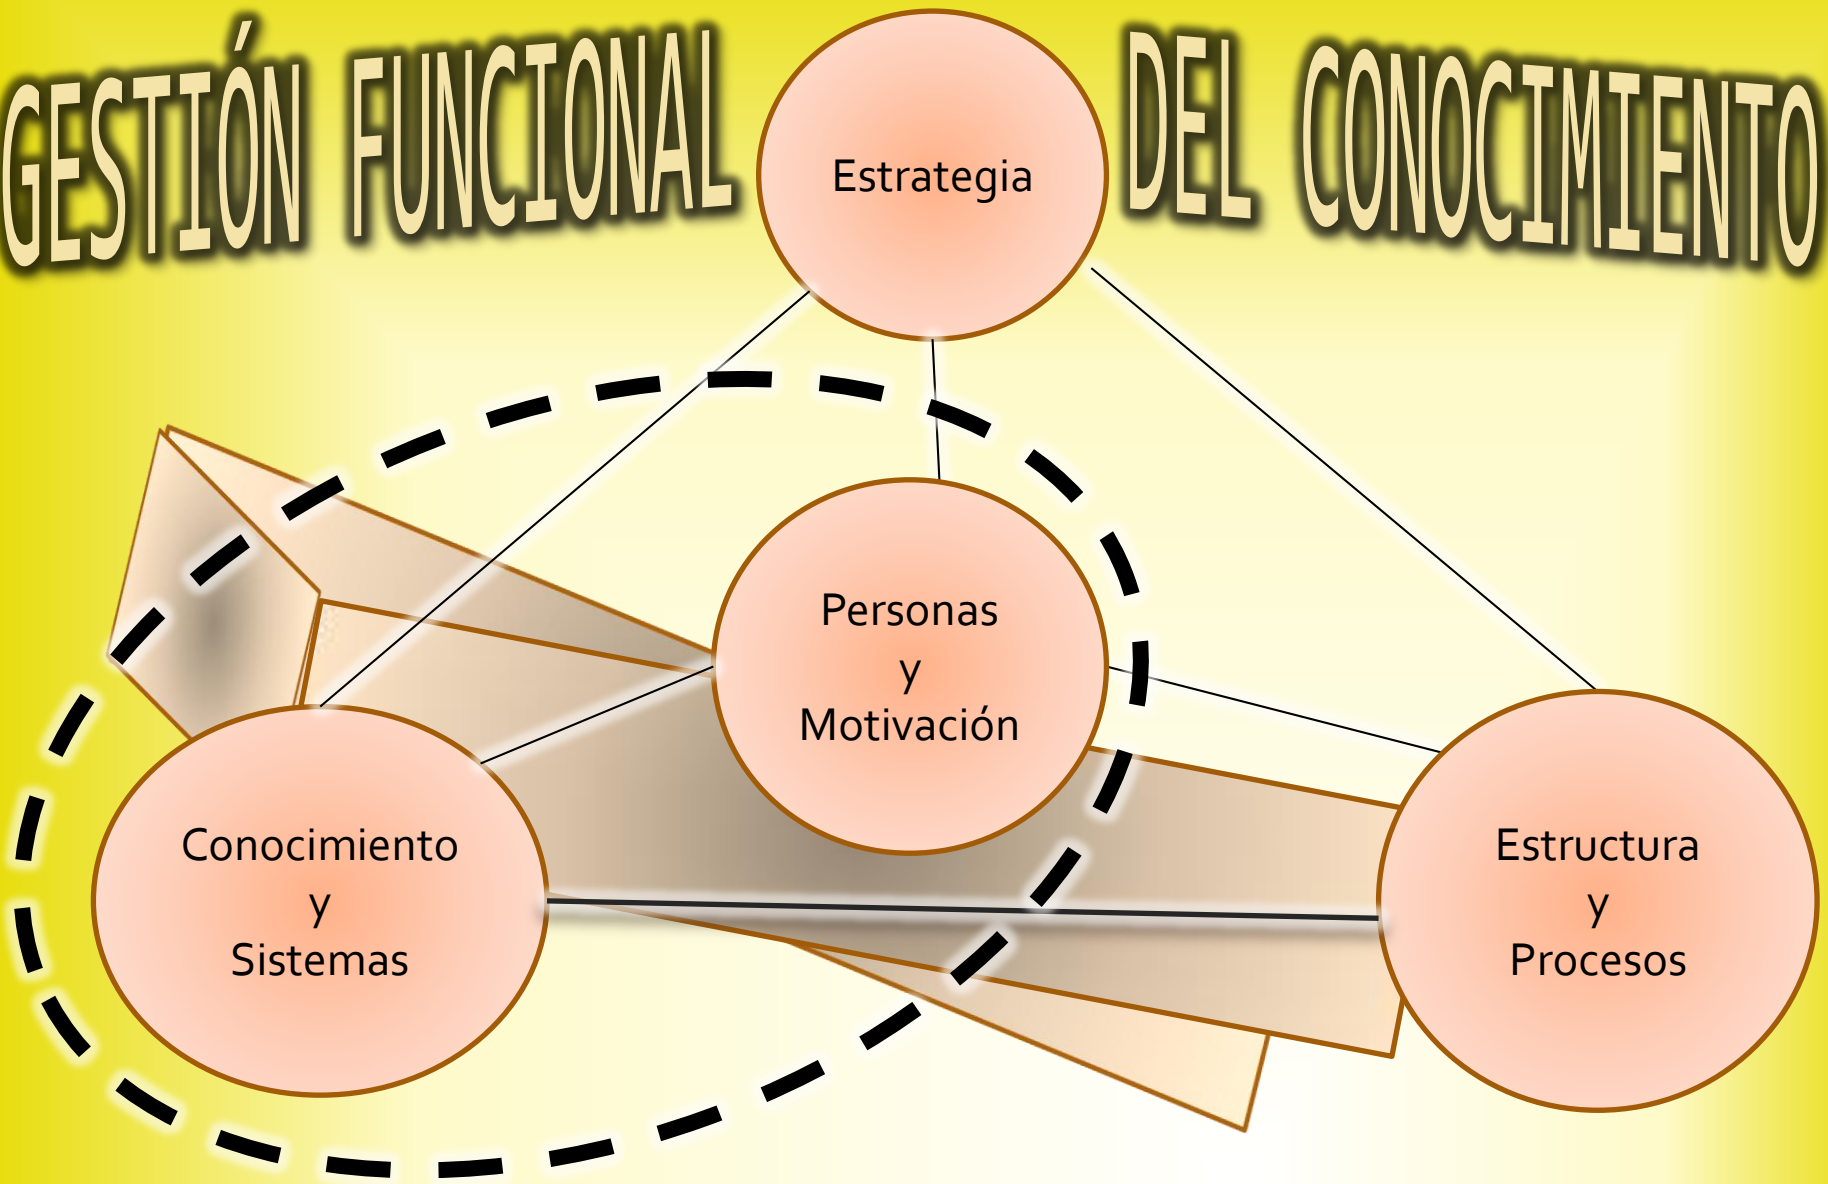 GESTIÓN FUNCIONAL DEL CONOCIMIENTO
Estrategia
Personas
y
Motivación
Conocimiento
y
Sistemas
Estructura
y
Procesos